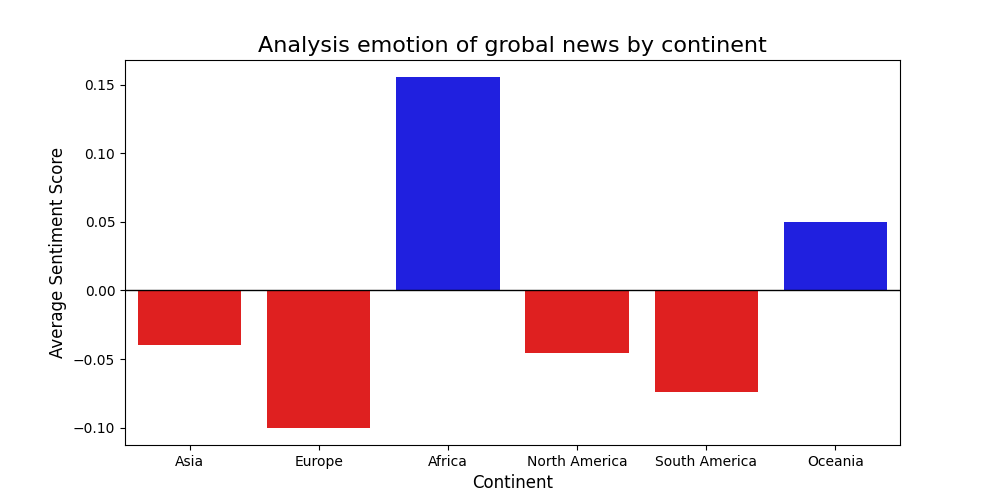 Analysis emotion of grobal news by continent
Average Sentiment Score
0.15
0.10
0.05
0.00
−0.05
−0.10
Asia Europe Africa North America South America Oceania
Continent